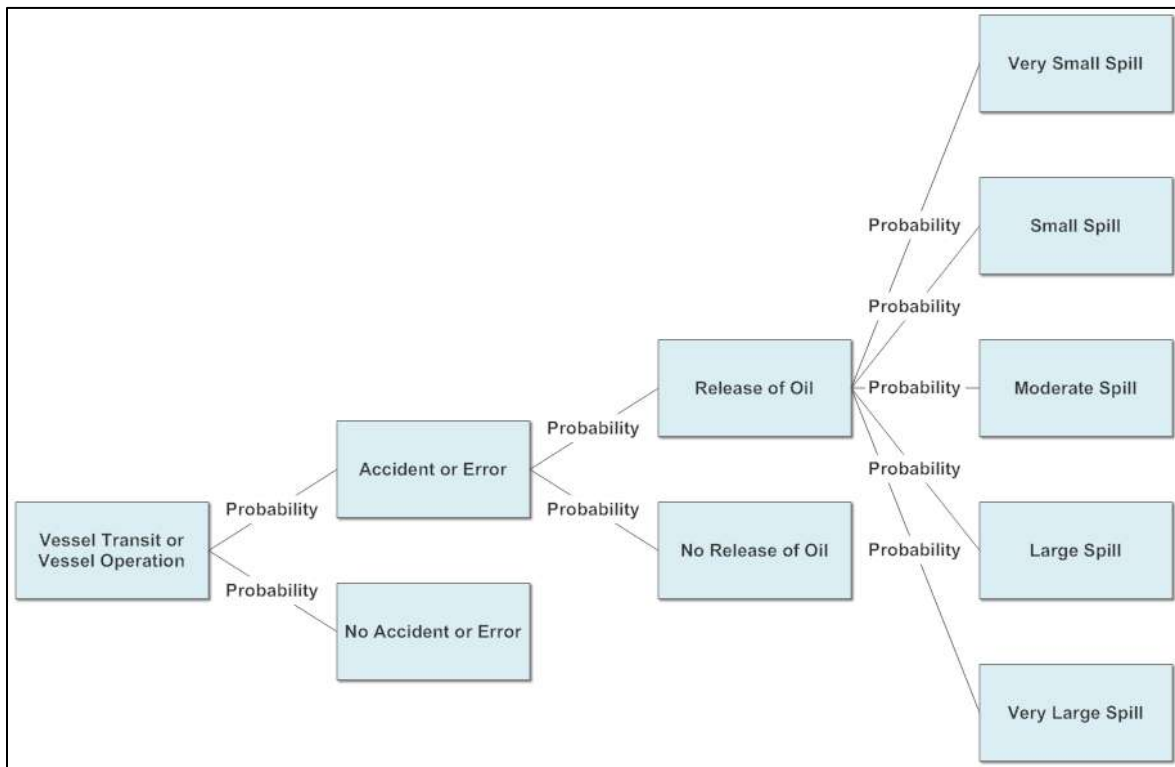 Very Small Spill
Probability
Small Spill
Probability
Release of Oil
Probability
Moderate Spill
Probability
Accident or Error
Probability
Probability
Probability
Large Spill
Vessel Transit or
Vessel Operation
No Release of Oil
Probability
Probability
No Accident or Error
Very Large Spill